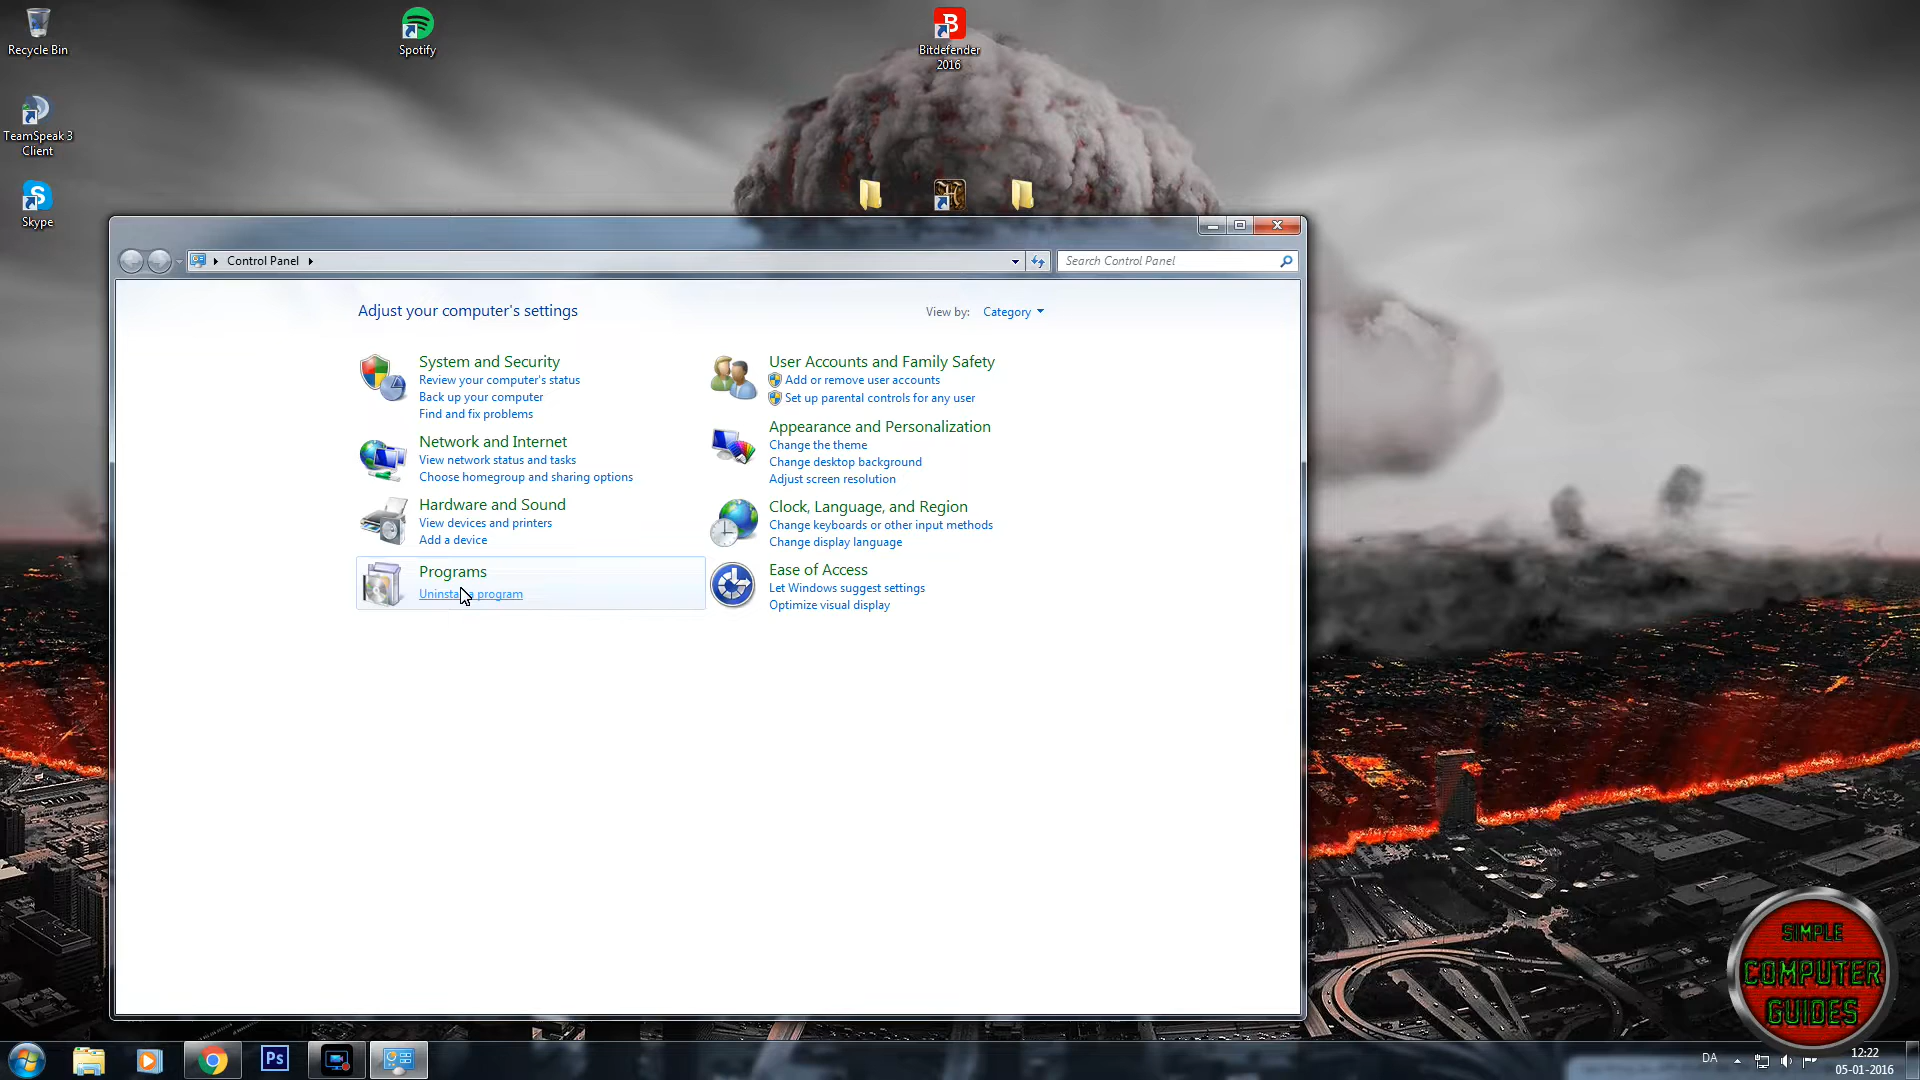 Recycle Bin
Spotify
Bitdefender
2016
TeamSpeak 3
Client
Skype
Control Panel
Search Control Panel
Adjust your computer's settings
View by: Category
System and Security
Review your computer's status
Back up your computer
Find and fix problems
Network and Internet
View network status and tasks
Choose homegroup and sharing options
Hardware and Sound
View devices and printers
Add a device
Programs
Uninstall a program
User Accounts and Family Safety
Add or remove user accounts
Set up parental controls for any user
Appearance and Personalization
Change the theme
Change desktop background
Adjust screen resolution
Clock, Language, and Region
Change keyboards or other input methods
Change display language
Ease of Access
Let Windows suggest settings
Optimize visual display
SIMPLE
COMPUTER
GUIDES
Ps
DA
12:22
05-01-2016